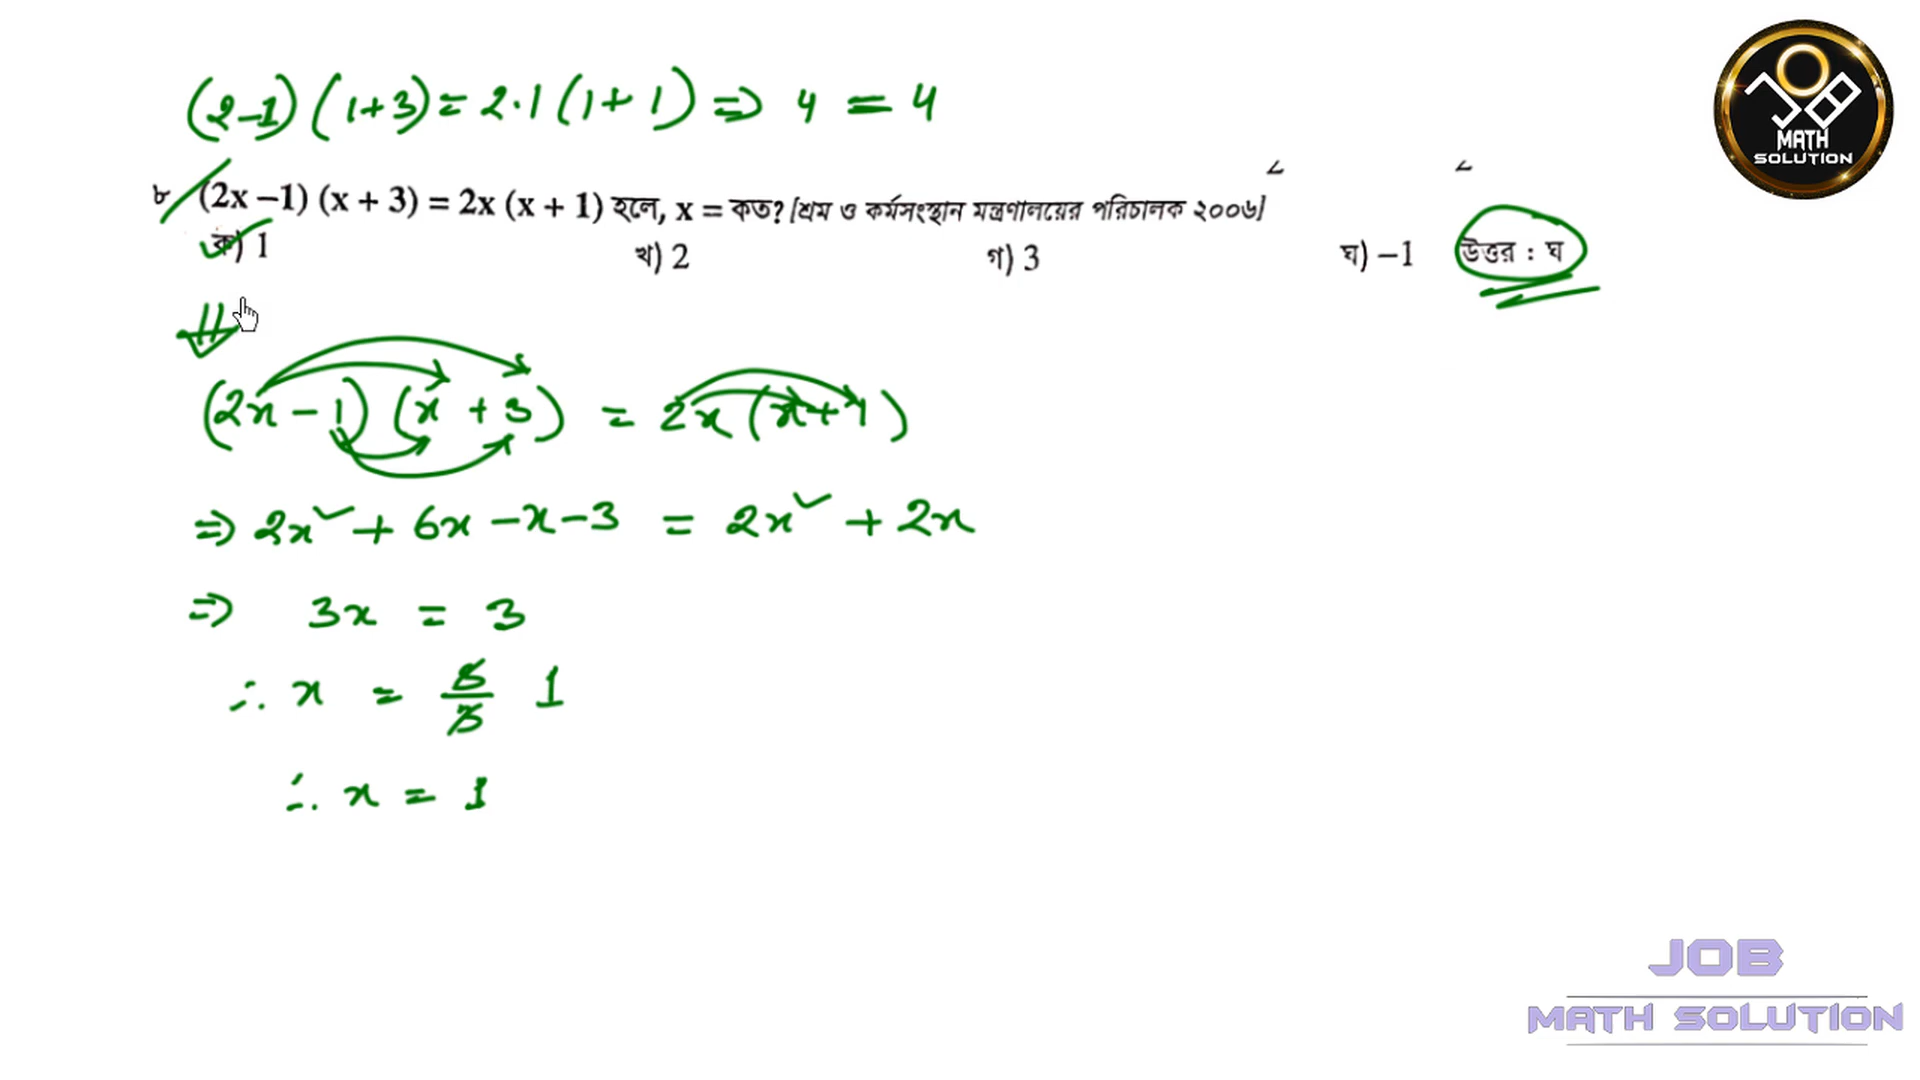 (2-1)(1+3)=2·1(1+1) ⇒ 4 = 4
JOB
MATH
SOLUTION
৮ (2x –1) (x + 3) = 2x (x + 1) হলে, x = কত? [শ্রম ও কর্মসংস্থান মন্ত্রণালয়ের পরিচালক ২০০৬]
ক) 1 খ) 2 গ) 3 ঘ) –1 উত্তর : ঘ
(2x - 1) (x + 3) = 2x (x+1)
⇒ 2x² + 6x - x - 3 = 2x² + 2x
⇒ 3x = 3
∴ x = 3/3 1
∴ x = 1
JOB
MATH SOLUTION